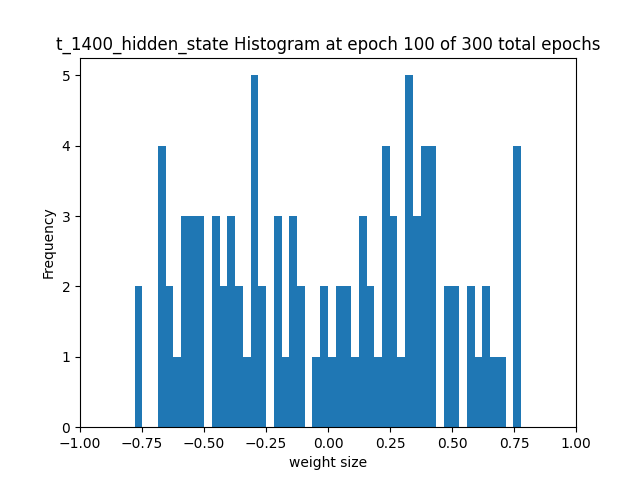 t_1400_hidden_state Histogram at epoch 100 of 300 total epochs
5
4
3
2
1
0
Frequency
−1.00 −0.75 −0.50 −0.25 0.00 0.25 0.50 0.75 1.00
weight size